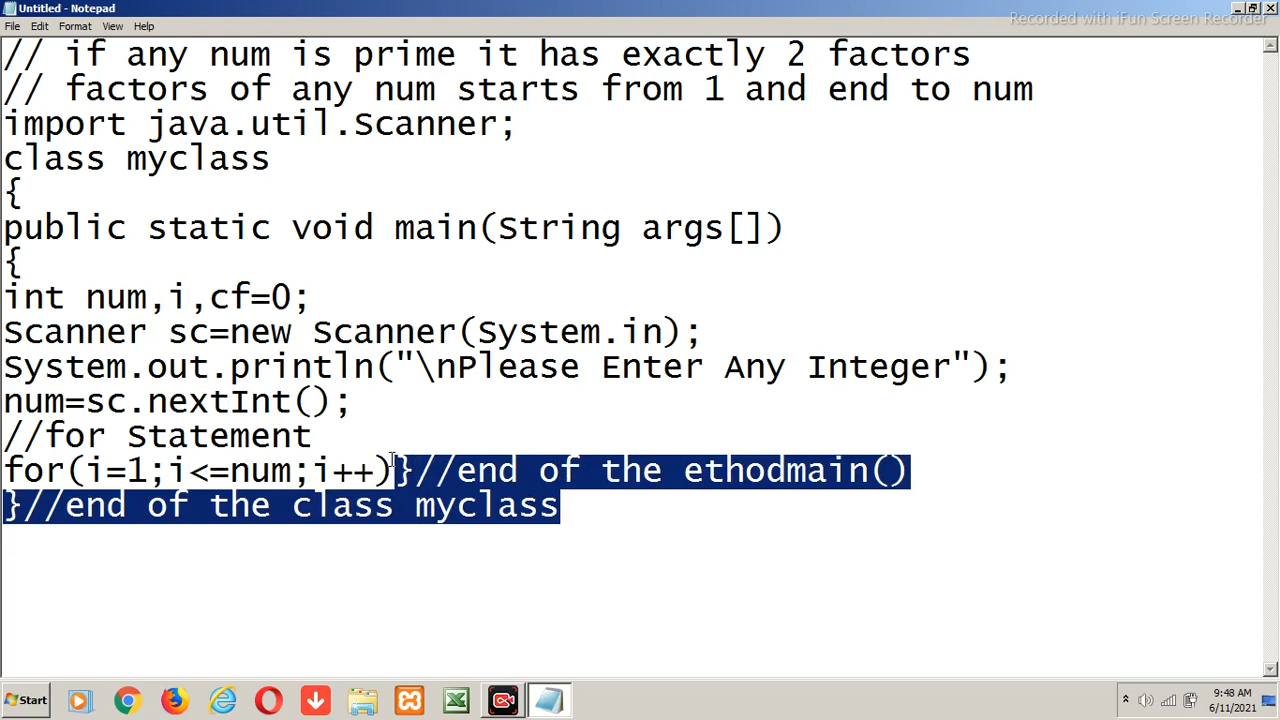 Untitled - Notepad
File Edit Format View Help
Recorded with iFun Screen Recorder
// if any num is prime it has exactly 2 factors
// factors of any num starts from 1 and end to num
import java.util.Scanner;
class myclass
{
public static void main(String args[])
{
int num,i,cf=0;
Scanner sc=new Scanner(System.in);
System.out.println("\nPlease Enter Any Integer");
num=sc.nextInt();
//for Statement
for(i=1;i<=num;i++)}//end of the ethodmain()
}//end of the class myclass
Start
9:48 AM
6/11/2021